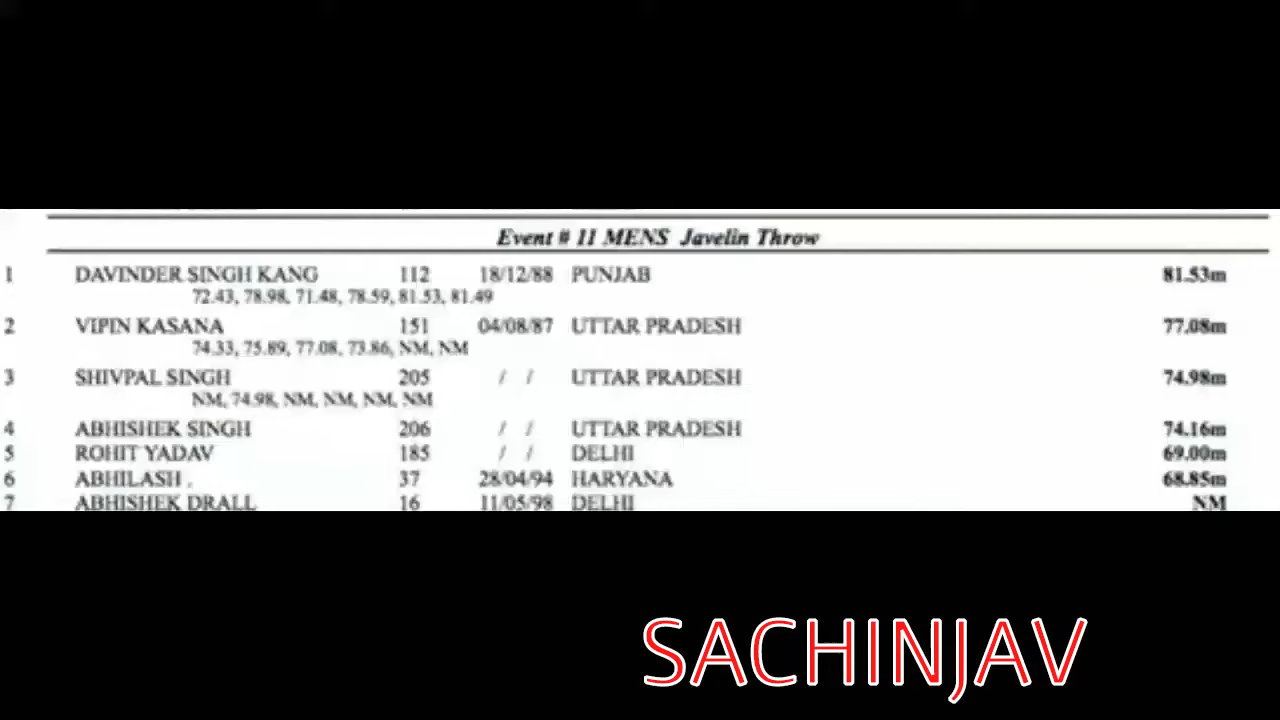 Event # 11 MENS Javelin Throw
1 DAVINDER SINGH KANG 112 18/12/88 PUNJAB 81.53m
72.43, 78.98, 71.48, 78.59, 81.53, 81.49
2 VIPIN KASANA 151 04/08/87 UTTAR PRADESH 77.08m
74.33, 75.89, 77.08, 73.86, NM, NM
3 SHIVPAL SINGH 205 / / UTTAR PRADESH 74.98m
NM, 74.98, NM, NM, NM, NM
4 ABHISHEK SINGH 206 / / UTTAR PRADESH 74.16m
5 ROHIT YADAV 185 / / DELHI 69.00m
6 ABHILASH . 37 28/04/94 HARYANA 68.85m
7 ABHISHEK DRALL 16 11/05/98 DELHI NM
SACHINJAV